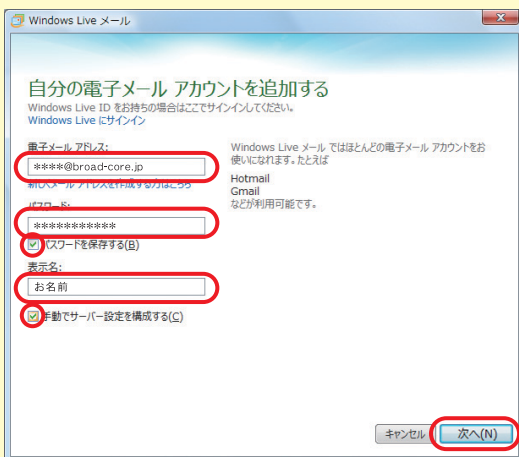 Windows Live メール
自分の電子メール アカウントを追加する
Windows Live ID をお持ちの場合はここでサインインしてください。
Windows Live にサインイン
電子メール アドレス:
****@broad-core.jp
新しいメール アドレスを作成する方はこちら
パスワード:
***********
パスワードを保存する(B)
表示名:
お名前
手動でサーバー設定を構成する(C)
Windows Live メール ではほとんどの電子メール アカウントをお
使いになれます。たとえば
Hotmail
Gmail
などが利用可能です。
キャンセル
次へ(N)